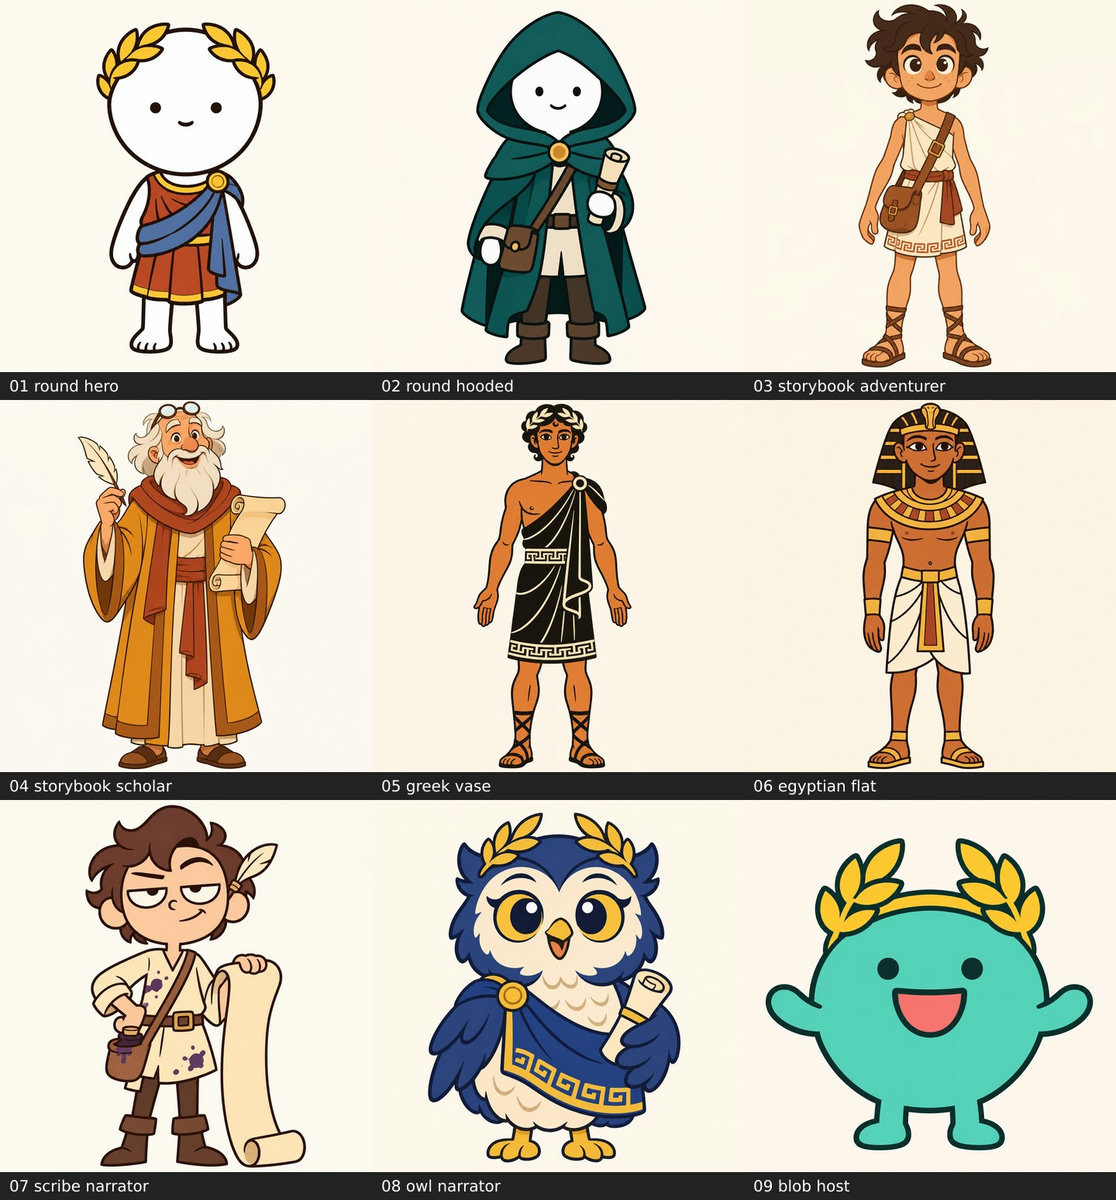 01 round hero
02 round hooded
03 storybook adventurer
04 storybook scholar
05 greek vase
06 egyptian flat
07 scribe narrator
08 owl narrator
09 blob host